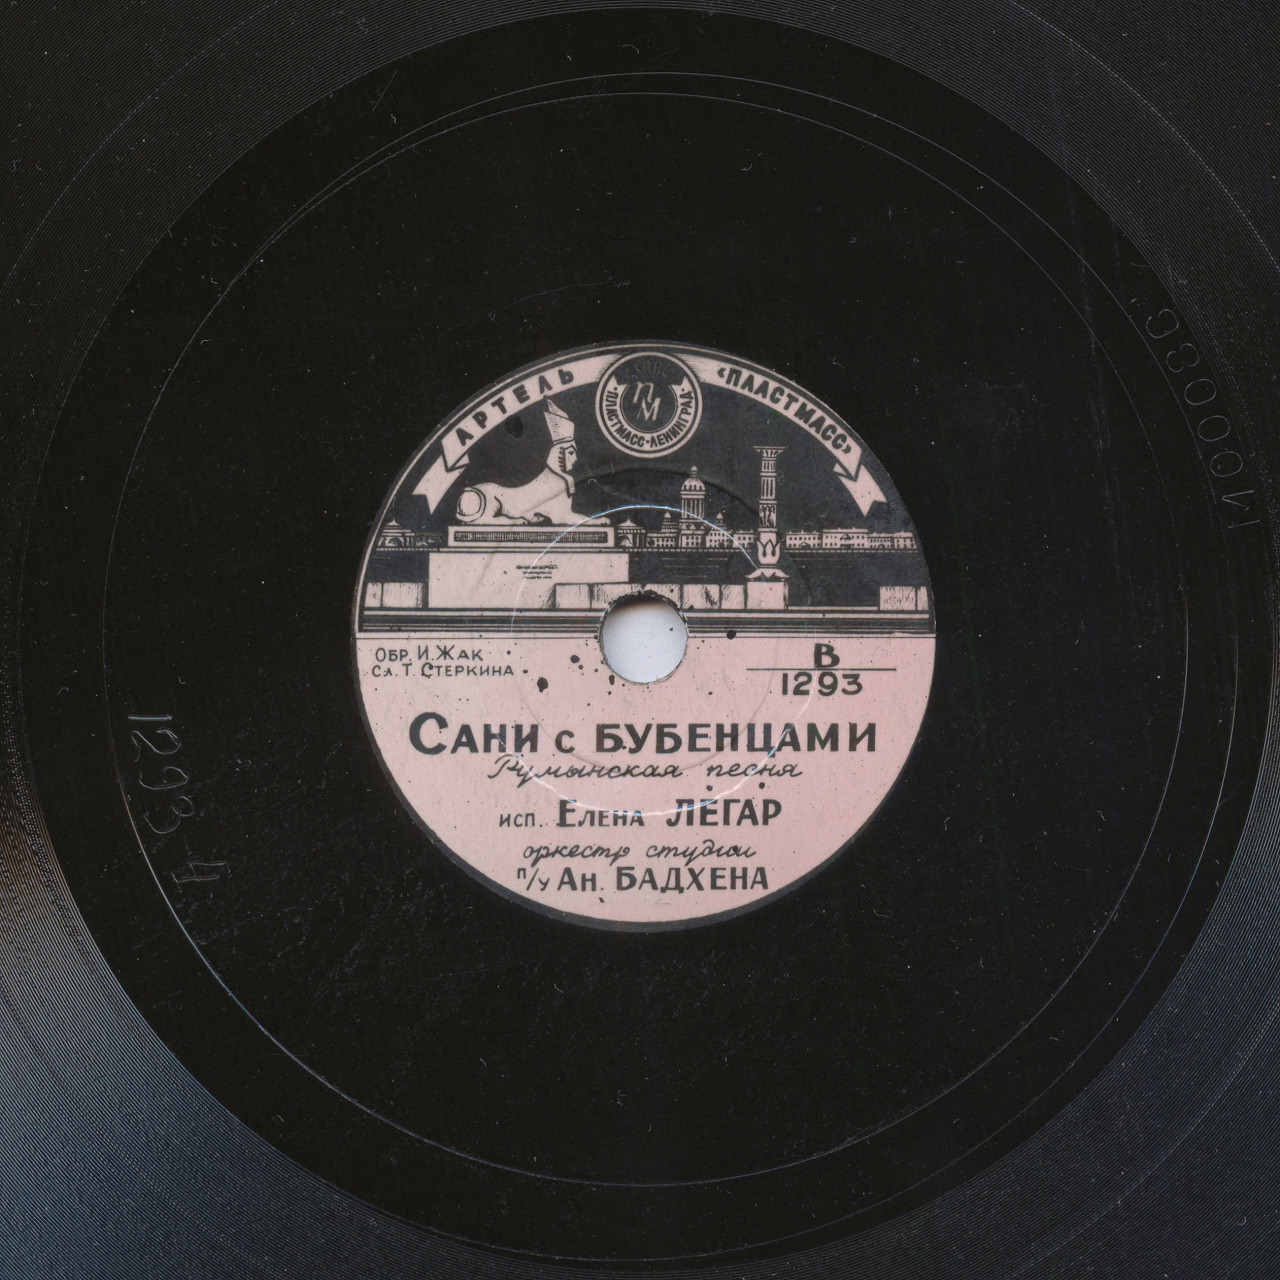 АРТЕЛЬ
«ПЛАСТМАСС»
ПМ
ПЛАСТМАСС-ЛЕНИНГРАД
ОБР. И. ЖАК
СЛ. Т. СТЕРКИНА
В
1293
САНИ С БУБЕНЦАМИ
Румынская песня
ИСП. ЕЛЕНА ЛЕГАР
оркестр студии
п/у АН. БАДХЕНА
1293-4